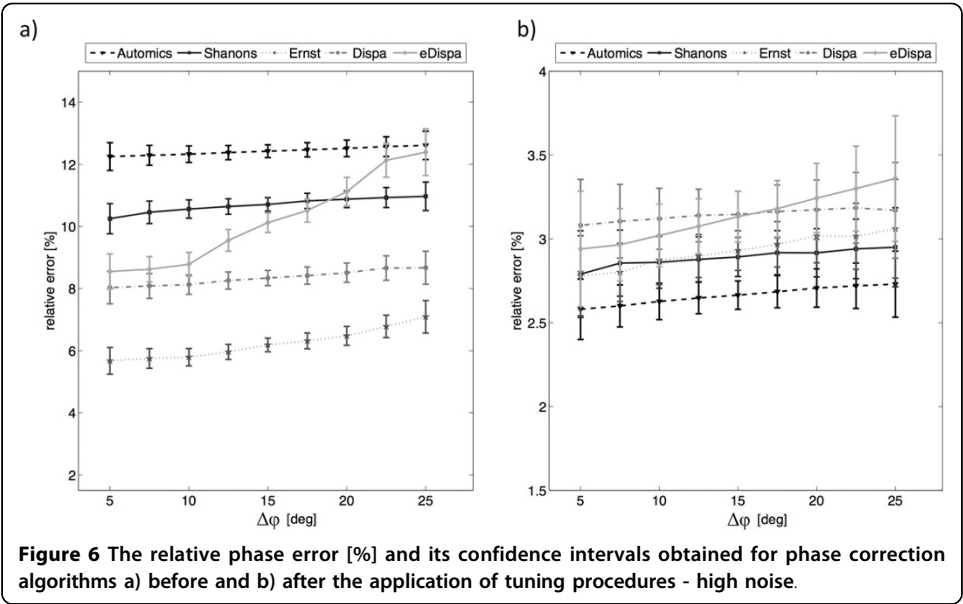 a)
Automics Shanons Ernst Dispa eDispa
14
12
10
8
6
4
2
relative error [%]
5 10 15 20 25
Δφ [deg]
b)
Automics Shanons Ernst Dispa eDispa
4
3.5
3
2.5
2
1.5
relative error [%]
5 10 15 20 25
Δφ [deg]
Figure 6 The relative phase error [%] and its confidence intervals obtained for phase correction
algorithms a) before and b) after the application of tuning procedures - high noise.